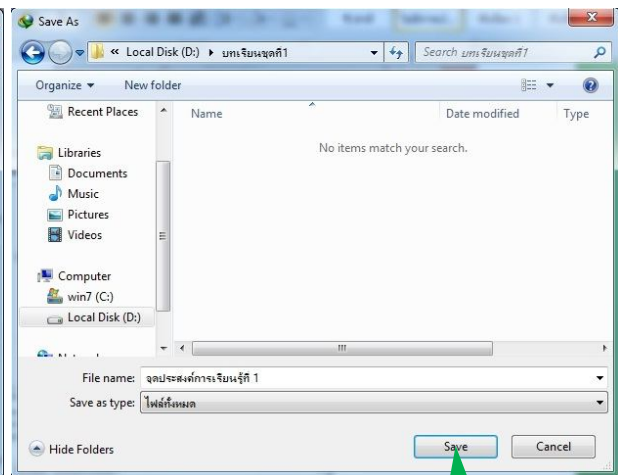 Save As
« Local Disk (D:) ▸ บทเรียนชุดที่1
Search บทเรียนชุดที่1
Organize ▾ New folder
Recent Places
Name Date modified Type
No items match your search.
Libraries
Documents
Music
Pictures
Videos
Computer
win7 (C:)
Local Disk (D:)
File name: จุดประสงค์การเรียนรู้ที่ 1
Save as type: ไฟล์ทั้งหมด
Hide Folders
Save Cancel